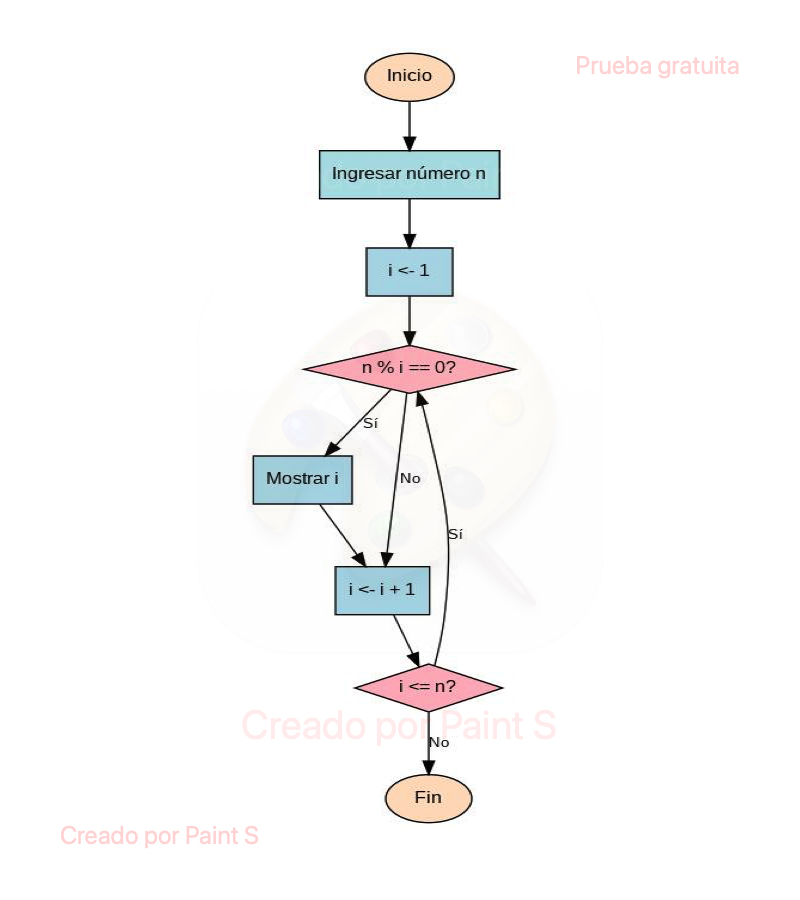 Inicio
Prueba gratuita
Ingresar número n
i <- 1
n % i == 0?
Sí
Mostrar i
No
Sí
i <- i + 1
i <= n?
Creado por Paint S
No
Fin
Creado por Paint S